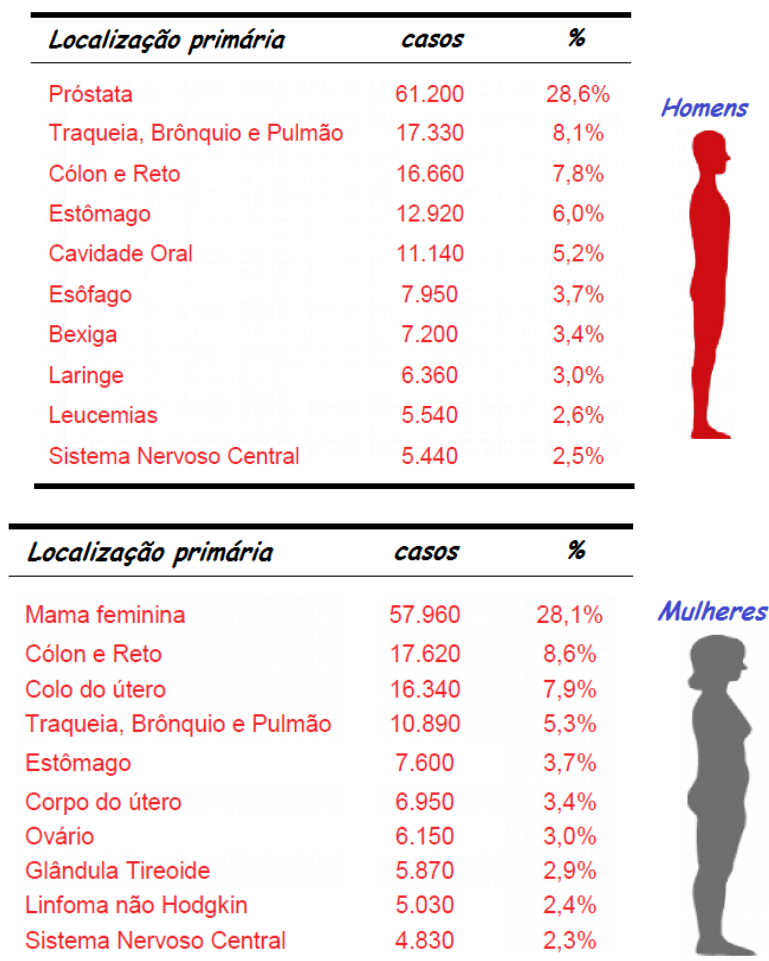 Localização primária casos %
Próstata 61.200 28,6%
Homens
Traqueia, Brônquio e Pulmão 17.330 8,1%
Cólon e Reto 16.660 7,8%
Estômago 12.920 6,0%
Cavidade Oral 11.140 5,2%
Esôfago 7.950 3,7%
Bexiga 7.200 3,4%
Laringe 6.360 3,0%
Leucemias 5.540 2,6%
Sistema Nervoso Central 5.440 2,5%
Localização primária casos %
Mama feminina 57.960 28,1%
Mulheres
Cólon e Reto 17.620 8,6%
Colo do útero 16.340 7,9%
Traqueia, Brônquio e Pulmão 10.890 5,3%
Estômago 7.600 3,7%
Corpo do útero 6.950 3,4%
Ovário 6.150 3,0%
Glândula Tireoide 5.870 2,9%
Linfoma não Hodgkin 5.030 2,4%
Sistema Nervoso Central 4.830 2,3%